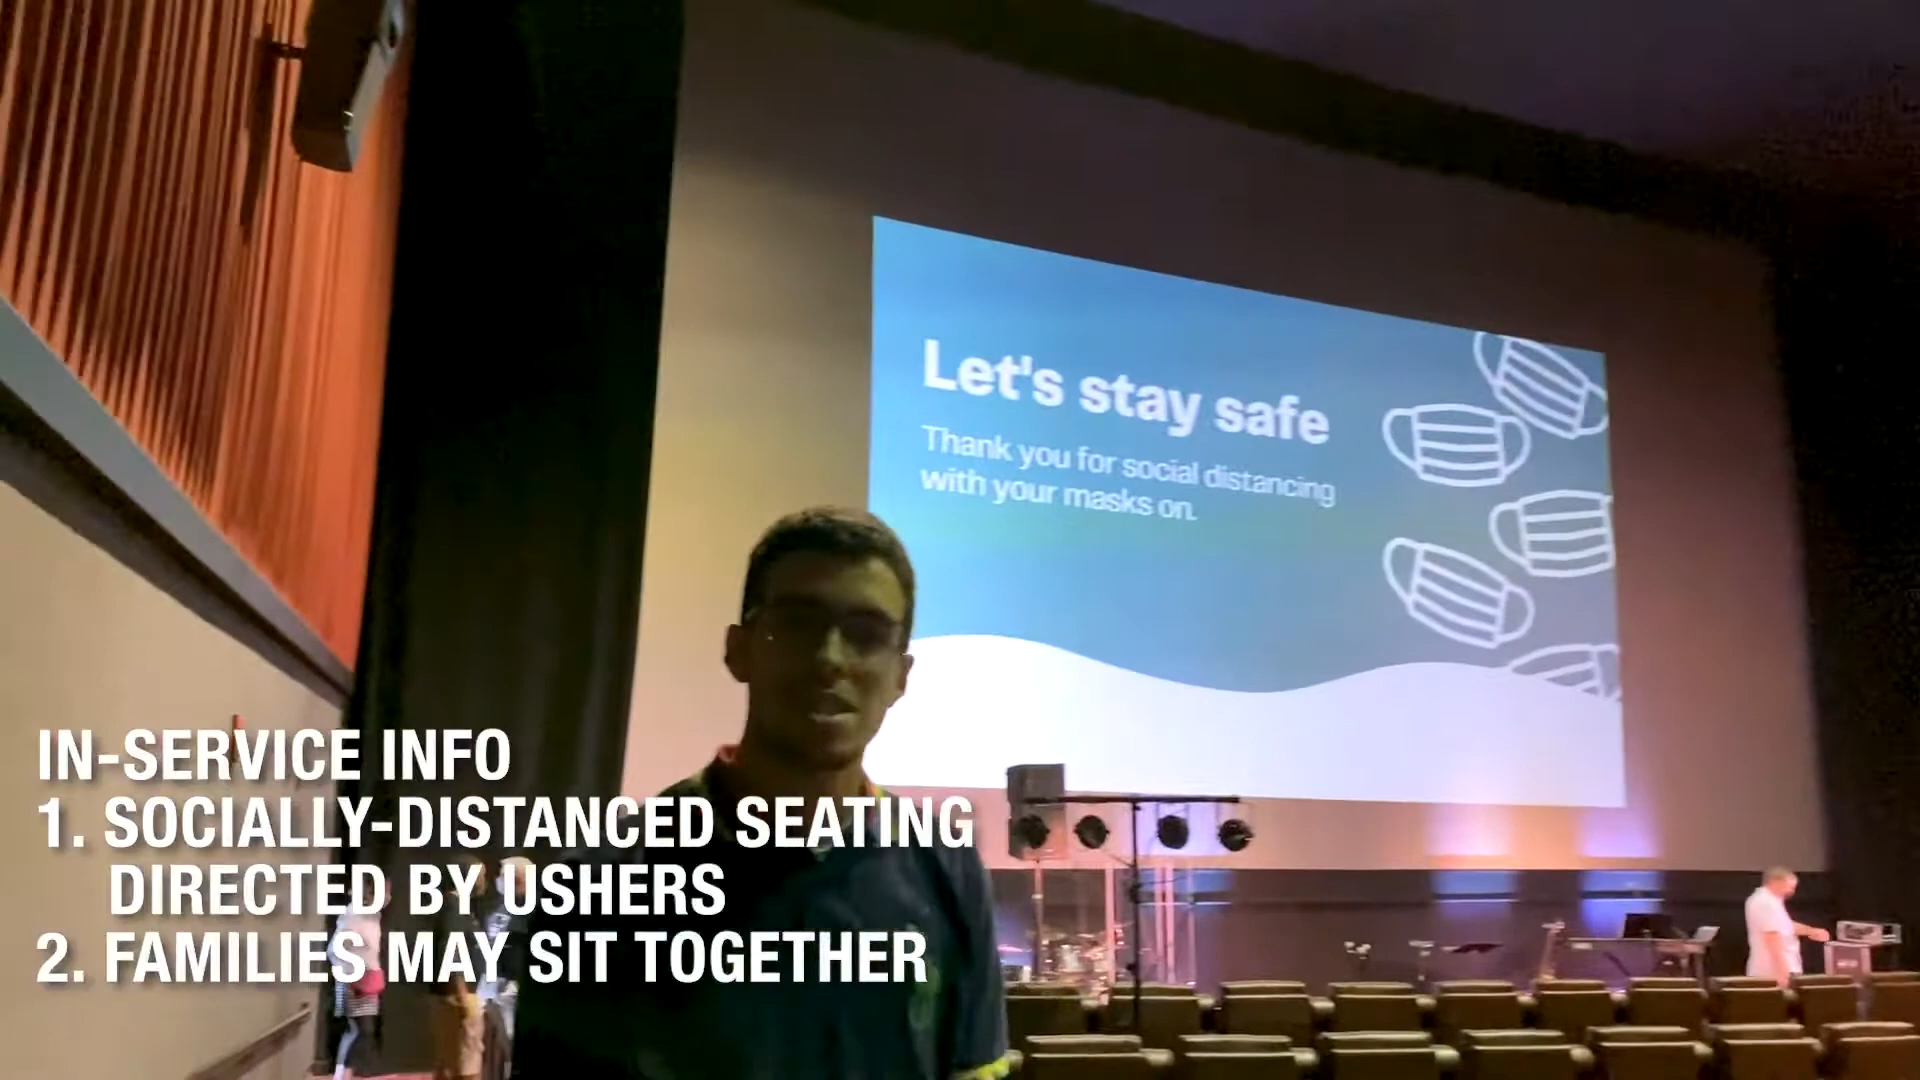 Let's stay safe
Thank you for social distancing
with your masks on.
IN-SERVICE INFO
1. SOCIALLY-DISTANCED SEATING
DIRECTED BY USHERS
2. FAMILIES MAY SIT TOGETHER